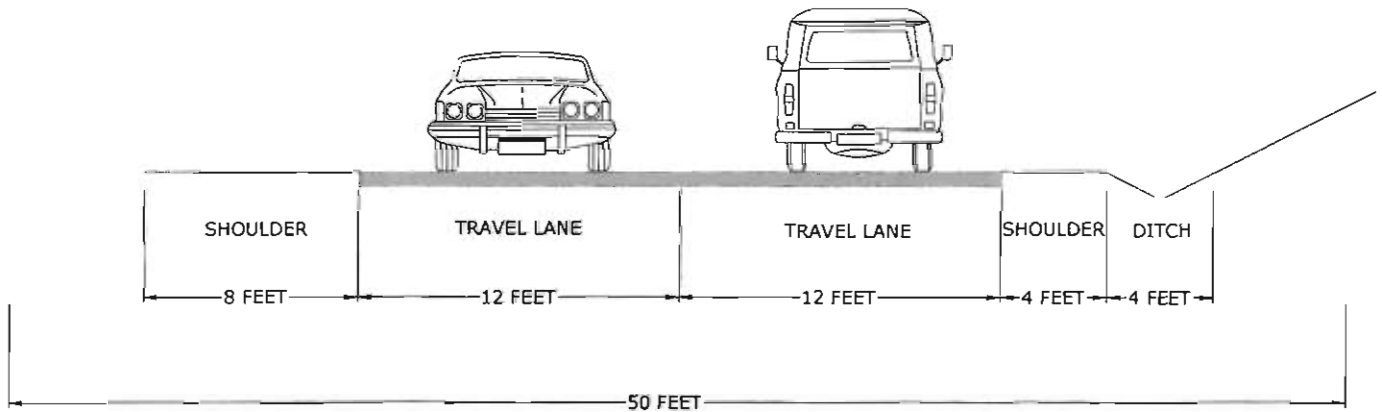 SHOULDER
TRAVEL LANE
TRAVEL LANE
SHOULDER
DITCH
8 FEET
12 FEET
12 FEET
4 FEET
4 FEET
50 FEET